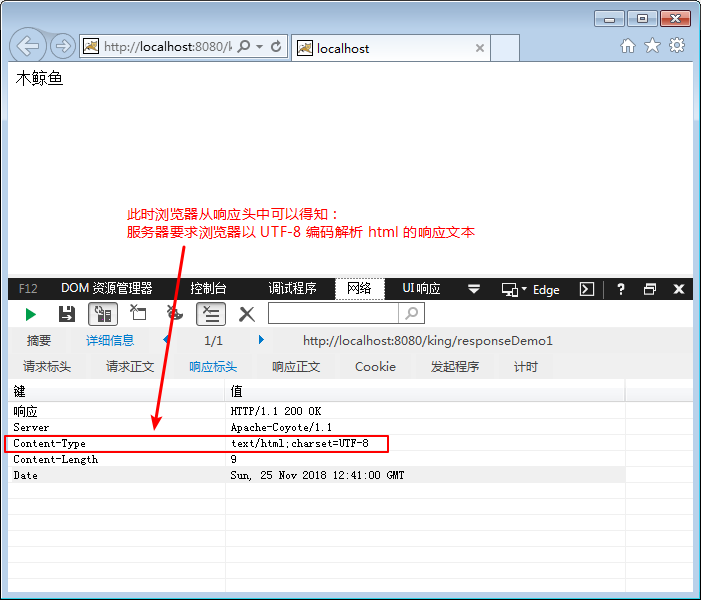 http://localhost:8080/k
localhost
木鲸鱼
此时浏览器从响应头中可以得知：
服务器要求浏览器以 UTF-8 编码解析 html 的响应文本
F12 DOM 资源管理器 控制台 调试程序 网络 UI 响应 Edge ?
摘要 详细信息 1/1 http://localhost:8080/king/responseDemo1
请求标头 请求正文 响应标头 响应正文 Cookie 发起程序 计时
键 值
响应 HTTP/1.1 200 OK
Server Apache-Coyote/1.1
Content-Type text/html;charset=UTF-8
Content-Length 9
Date Sun, 25 Nov 2018 12:41:00 GMT